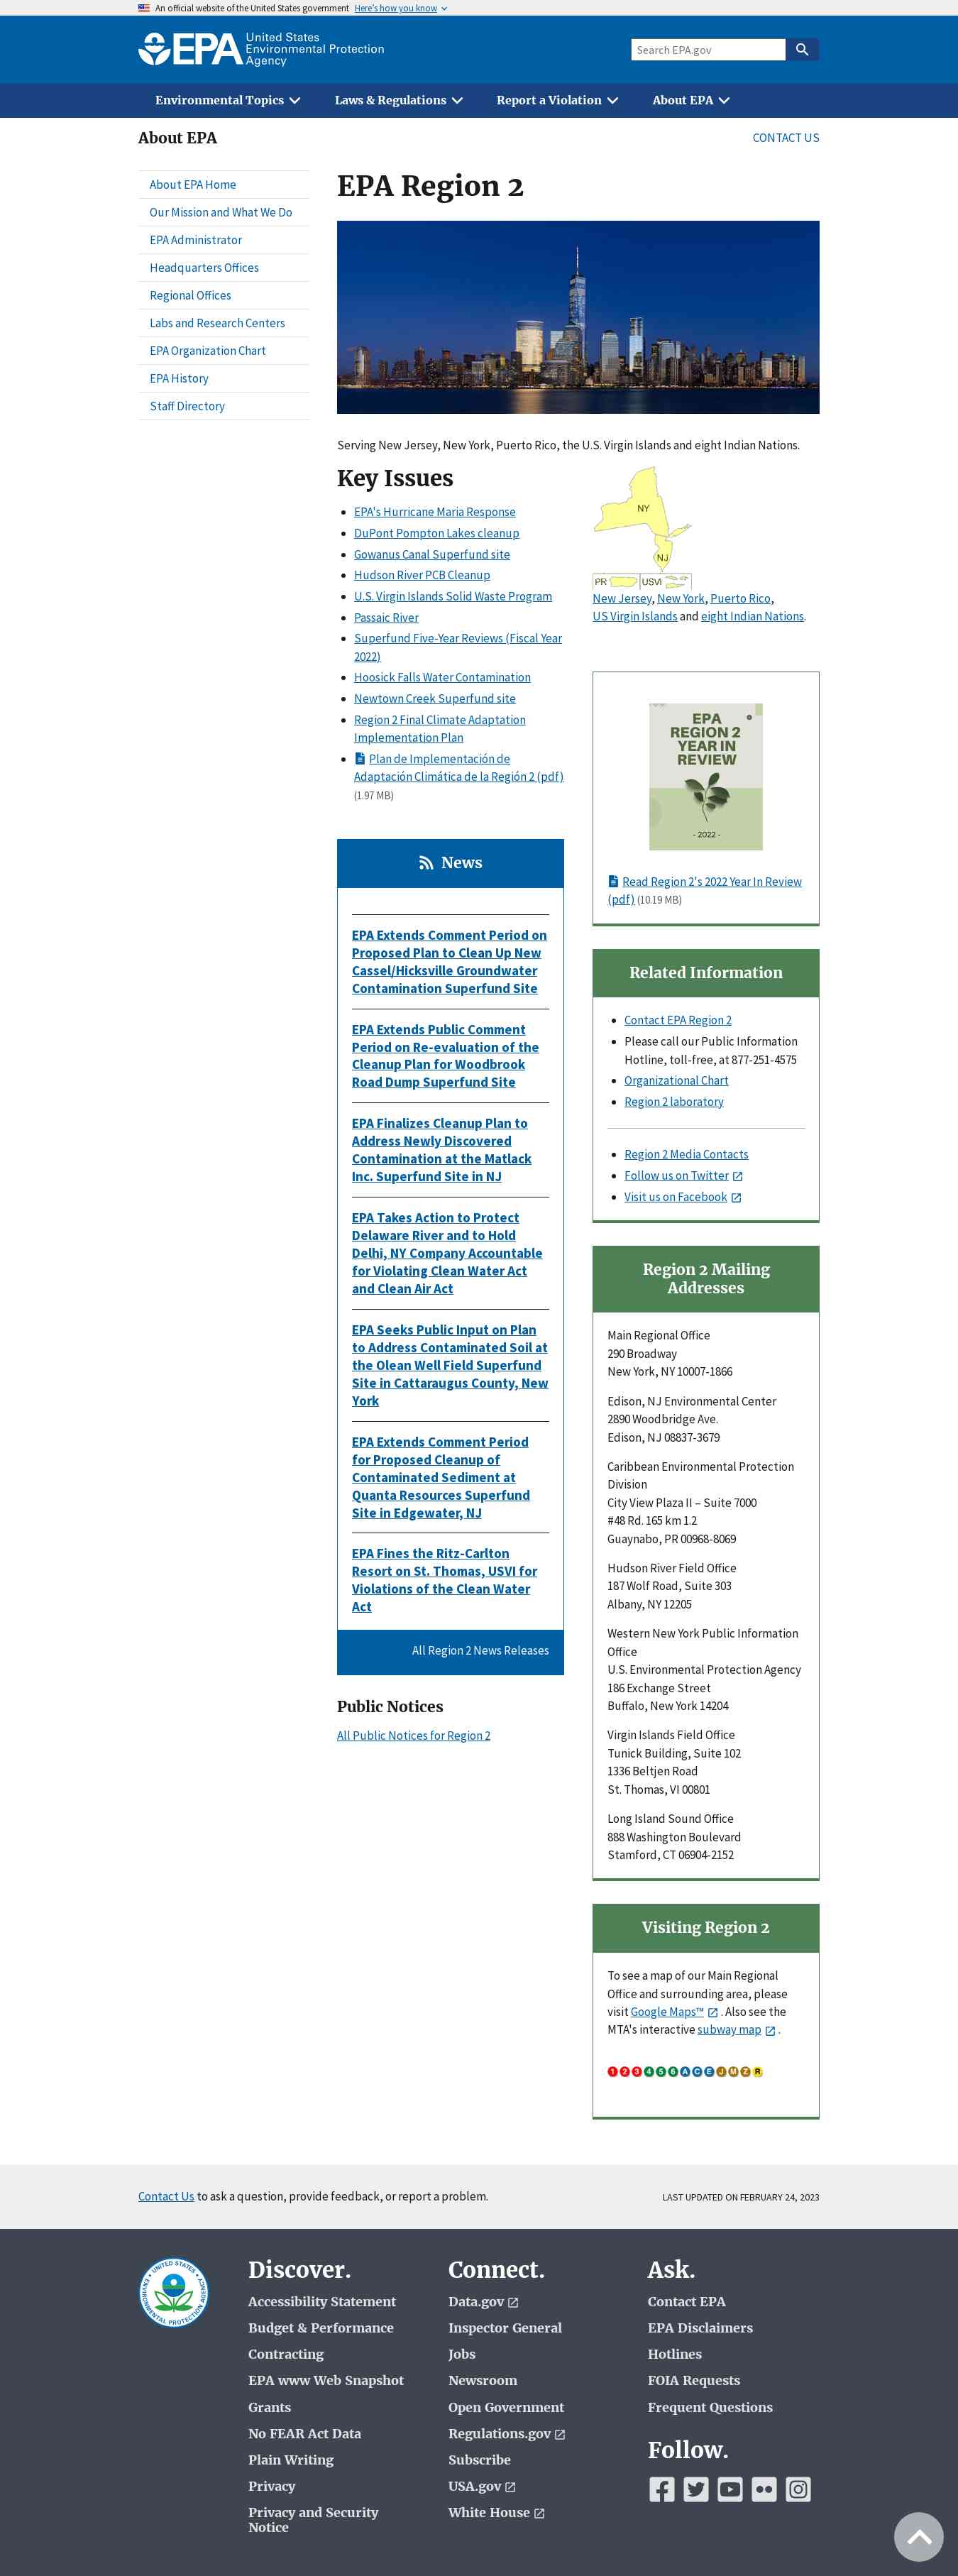 An official website of the United States government Here's how you know
EPA United States
Environmental Protection
Agency
Search EPA.gov
Environmental Topics
Laws & Regulations
Report a Violation
About EPA
About EPA
CONTACT US
About EPA Home
Our Mission and What We Do
EPA Administrator
Headquarters Offices
Regional Offices
Labs and Research Centers
EPA Organization Chart
EPA History
Staff Directory
EPA Region 2
Serving New Jersey, New York, Puerto Rico, the U.S. Virgin Islands and eight Indian Nations.
Key Issues
EPA's Hurricane Maria Response
DuPont Pompton Lakes cleanup
Gowanus Canal Superfund site
Hudson River PCB Cleanup
U.S. Virgin Islands Solid Waste Program
Passaic River
Superfund Five-Year Reviews (Fiscal Year
2022)
Hoosick Falls Water Contamination
Newtown Creek Superfund site
Region 2 Final Climate Adaptation
Implementation Plan
Plan de Implementación de
Adaptación Climática de la Región 2 (pdf)
(1.97 MB)
News
EPA Extends Comment Period on
Proposed Plan to Clean Up New
Cassel/Hicksville Groundwater
Contamination Superfund Site
EPA Extends Public Comment
Period on Re-evaluation of the
Cleanup Plan for Woodbrook
Road Dump Superfund Site
EPA Finalizes Cleanup Plan to
Address Newly Discovered
Contamination at the Matlack
Inc. Superfund Site in NJ
EPA Takes Action to Protect
Delaware River and to Hold
Delhi, NY Company Accountable
for Violating Clean Water Act
and Clean Air Act
EPA Seeks Public Input on Plan
to Address Contaminated Soil at
the Olean Well Field Superfund
Site in Cattaraugus County, New
York
EPA Extends Comment Period
for Proposed Cleanup of
Contaminated Sediment at
Quanta Resources Superfund
Site in Edgewater, NJ
EPA Fines the Ritz-Carlton
Resort on St. Thomas, USVI for
Violations of the Clean Water
Act
All Region 2 News Releases
Public Notices
All Public Notices for Region 2
NY
NJ
PR
USVI
New Jersey, New York, Puerto Rico,
US Virgin Islands and eight Indian Nations.
EPA
REGION 2
YEAR IN
REVIEW
- 2022 -
Read Region 2's 2022 Year In Review
(pdf) (10.19 MB)
Related Information
Contact EPA Region 2
Please call our Public Information
Hotline, toll-free, at 877-251-4575
Organizational Chart
Region 2 laboratory
Region 2 Media Contacts
Follow us on Twitter
Visit us on Facebook
Region 2 Mailing
Addresses
Main Regional Office
290 Broadway
New York, NY 10007-1866
Edison, NJ Environmental Center
2890 Woodbridge Ave.
Edison, NJ 08837-3679
Caribbean Environmental Protection
Division
City View Plaza II – Suite 7000
#48 Rd. 165 km 1.2
Guaynabo, PR 00968-8069
Hudson River Field Office
187 Wolf Road, Suite 303
Albany, NY 12205
Western New York Public Information
Office
U.S. Environmental Protection Agency
186 Exchange Street
Buffalo, New York 14204
Virgin Islands Field Office
Tunick Building, Suite 102
1336 Beltjen Road
St. Thomas, VI 00801
Long Island Sound Office
888 Washington Boulevard
Stamford, CT 06904-2152
Visiting Region 2
To see a map of our Main Regional
Office and surrounding area, please
visit Google Maps™ . Also see the
MTA's interactive subway map .
1 2 3 4 5 6 A C E J M Z R
Contact Us to ask a question, provide feedback, or report a problem.
LAST UPDATED ON FEBRUARY 24, 2023
UNITED STATES
ENVIRONMENTAL PROTECTION AGENCY
Discover.
Accessibility Statement
Budget & Performance
Contracting
EPA www Web Snapshot
Grants
No FEAR Act Data
Plain Writing
Privacy
Privacy and Security
Notice
Connect.
Data.gov
Inspector General
Jobs
Newsroom
Open Government
Regulations.gov
Subscribe
USA.gov
White House
Ask.
Contact EPA
EPA Disclaimers
Hotlines
FOIA Requests
Frequent Questions
Follow.